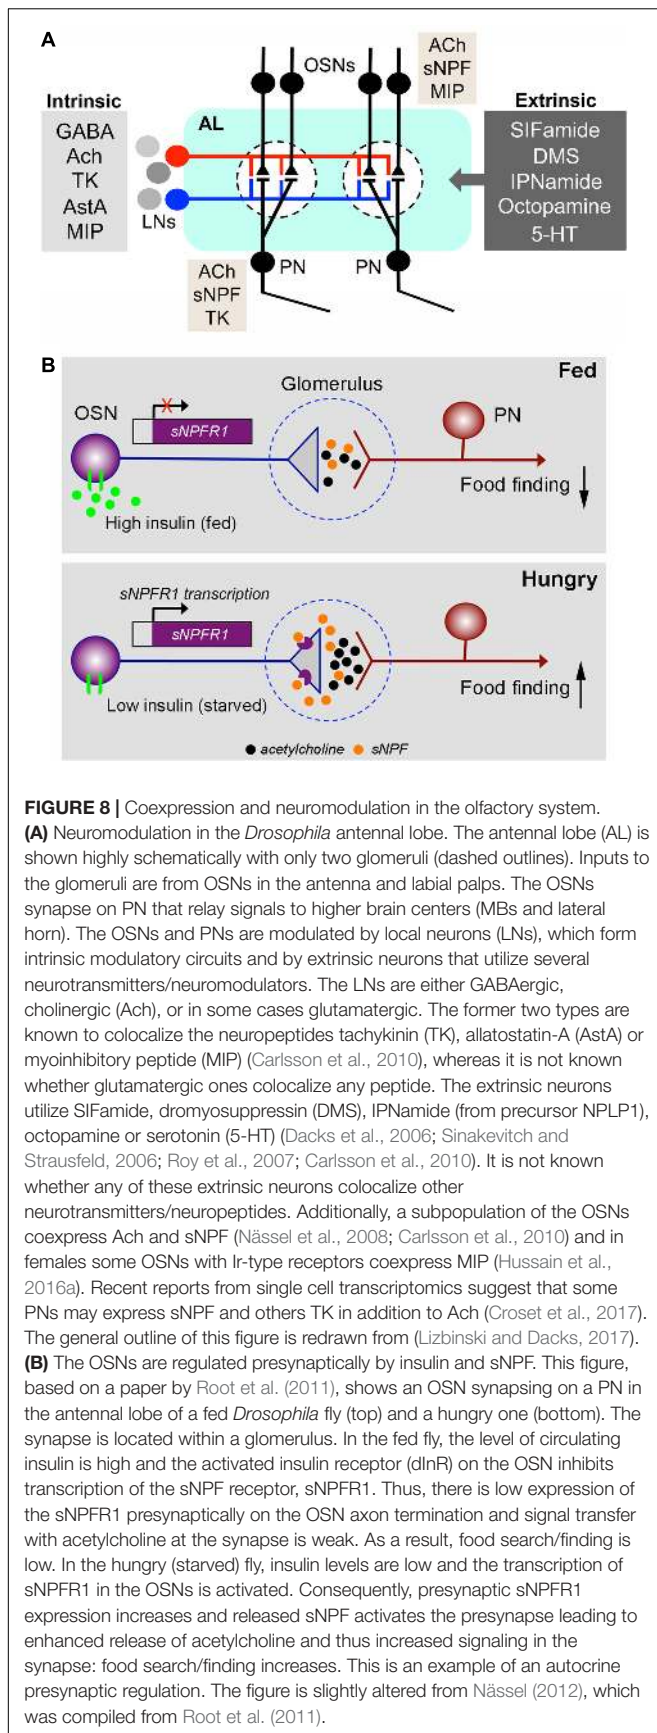 A
OSNs
ACh
sNPF
MIP
Intrinsic
GABA
Ach
TK
AstA
MIP
AL
LNs
Extrinsic
SIFamide
DMS
IPNamide
Octopamine
5-HT
ACh
sNPF
TK
PN
PN
B
Fed
OSN
sNPFR1
Glomerulus
PN
High insulin (fed)
Food finding
Hungry
sNPFR1 transcription
sNPFR1
Low insulin (starved)
Food finding
acetylcholine
sNPF
FIGURE 8 | Coexpression and neuromodulation in the olfactory system.
(A) Neuromodulation in the Drosophila antennal lobe. The antennal lobe (AL) is
shown highly schematically with only two glomeruli (dashed outlines). Inputs to
the glomeruli are from OSNs in the antenna and labial palps. The OSNs
synapse on PN that relay signals to higher brain centers (MBs and lateral
horn). The OSNs and PNs are modulated by local neurons (LNs), which form
intrinsic modulatory circuits and by extrinsic neurons that utilize several
neurotransmitters/neuromodulators. The LNs are either GABAergic,
cholinergic (Ach), or in some cases glutamatergic. The former two types are
known to colocalize the neuropeptides tachykinin (TK), allatostatin-A (AstA) or
myoinhibitory peptide (MIP) (Carlsson et al., 2010), whereas it is not known
whether glutamatergic ones colocalize any peptide. The extrinsic neurons
utilize SIFamide, dromyosuppressin (DMS), IPNamide (from precursor NPLP1),
octopamine or serotonin (5-HT) (Dacks et al., 2006; Sinakevitch and
Strausfeld, 2006; Roy et al., 2007; Carlsson et al., 2010). It is not known
whether any of these extrinsic neurons colocalize other
neurotransmitters/neuropeptides. Additionally, a subpopulation of the OSNs
coexpress Ach and sNPF (Nässel et al., 2008; Carlsson et al., 2010) and in
females some OSNs with Ir-type receptors coexpress MIP (Hussain et al.,
2016a). Recent reports from single cell transcriptomics suggest that some
PNs may express sNPF and others TK in addition to Ach (Croset et al., 2017).
The general outline of this figure is redrawn from (Lizbinski and Dacks, 2017).
(B) The OSNs are regulated presynaptically by insulin and sNPF. This figure,
based on a paper by Root et al. (2011), shows an OSN synapsing on a PN in
the antennal lobe of a fed Drosophila fly (top) and a hungry one (bottom). The
synapse is located within a glomerulus. In the fed fly, the level of circulating
insulin is high and the activated insulin receptor (dInR) on the OSN inhibits
transcription of the sNPF receptor, sNPFR1. Thus, there is low expression of
the sNPFR1 presynaptically on the OSN axon termination and signal transfer
with acetylcholine at the synapse is weak. As a result, food search/finding is
low. In the hungry (starved) fly, insulin levels are low and the transcription of
sNPFR1 in the OSNs is activated. Consequently, presynaptic sNPFR1
expression increases and released sNPF activates the presynapse leading to
enhanced release of acetylcholine and thus increased signaling in the
synapse: food search/finding increases. This is an example of an autocrine
presynaptic regulation. The figure is slightly altered from Nässel (2012), which
was compiled from Root et al. (2011).